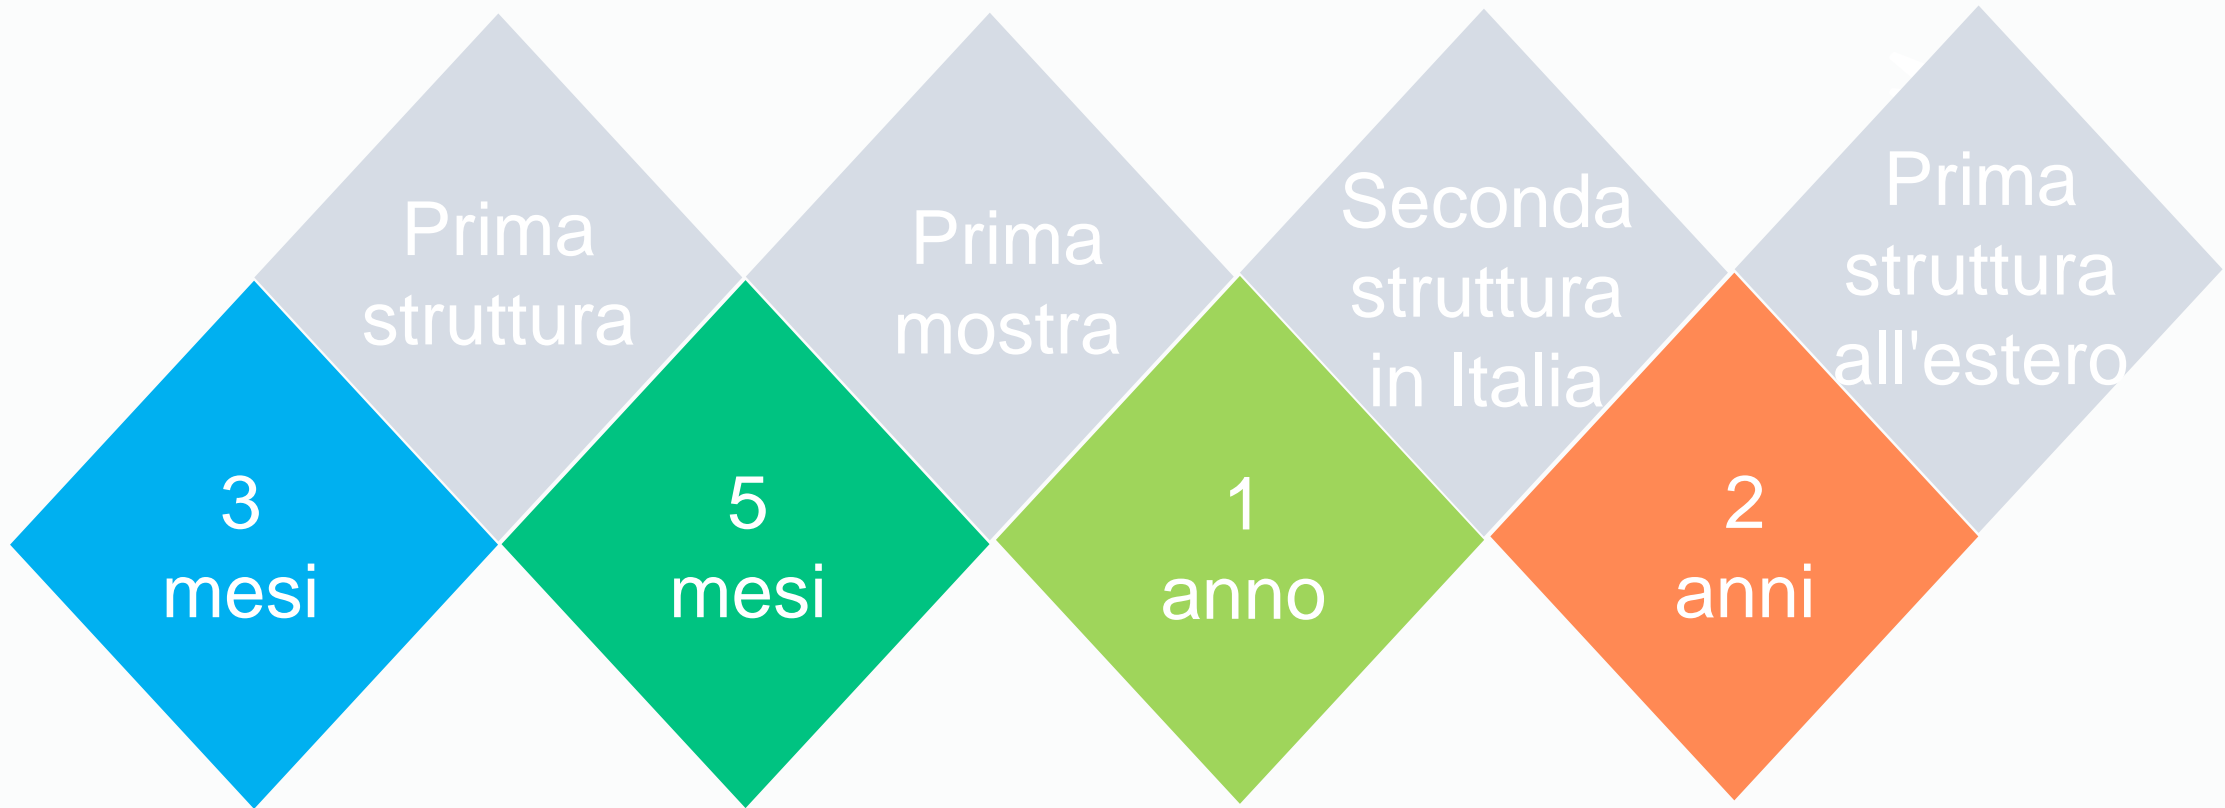 Prima
struttura
Prima
mostra
Seconda
struttura
in Italia
Prima
struttura
all'estero
3
mesi
5
mesi
1
anno
2
anni